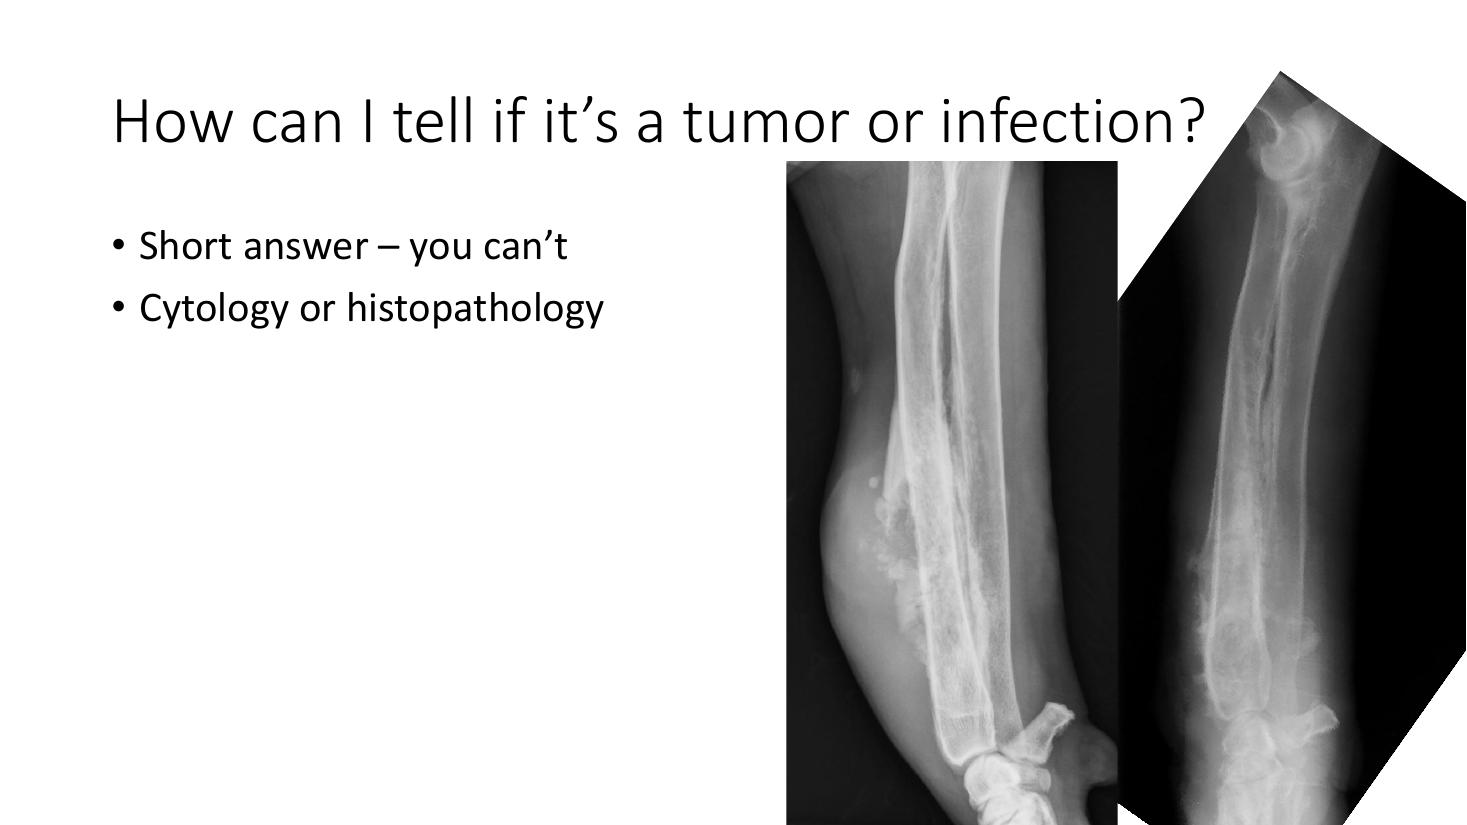 How can I tell if it’s a tumor or infection?
• Short answer – you can’t
• Cytology or histopathology